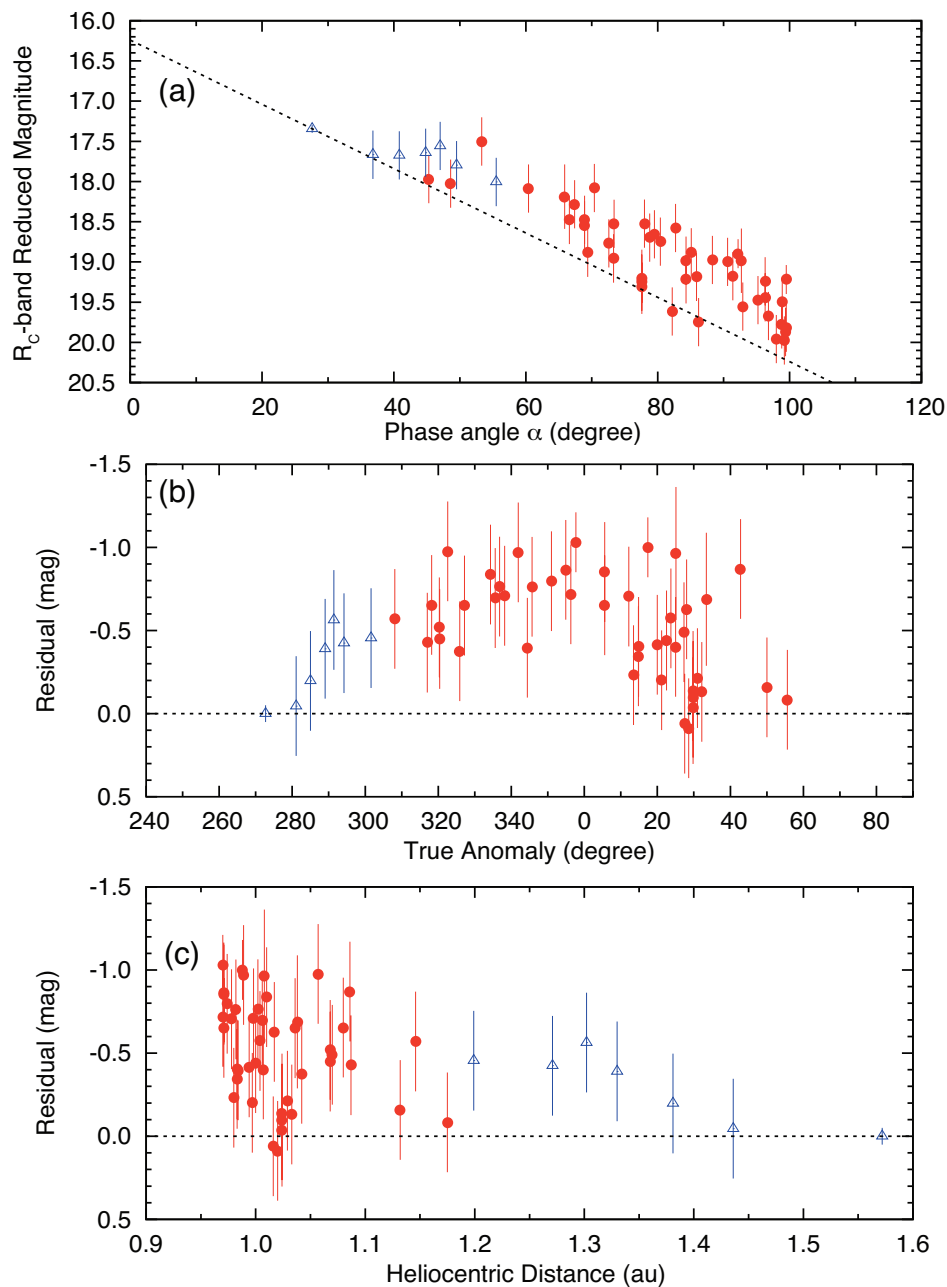 16.0
16.5
17.0
17.5
18.0
18.5
19.0
19.5
20.0
20.5
R_C-band Reduced Magnitude
(a)
0 20 40 60 80 100 120
Phase angle α (degree)
-1.5
-1.0
-0.5
0.0
0.5
Residual (mag)
(b)
240 260 280 300 320 340 0 20 40 60 80
True Anomaly (degree)
-1.5
-1.0
-0.5
0.0
0.5
Residual (mag)
(c)
0.9 1.0 1.1 1.2 1.3 1.4 1.5 1.6
Heliocentric Distance (au)